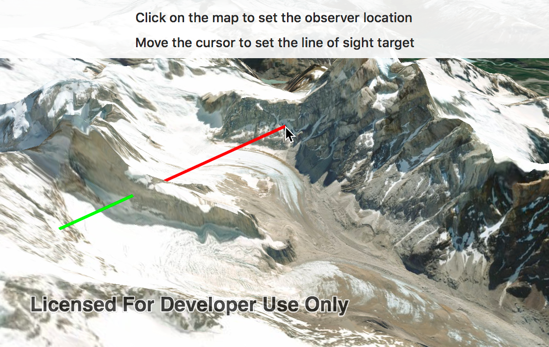 Click on the map to set the observer location
Move the cursor to set the line of sight target
Licensed For Developer Use Only